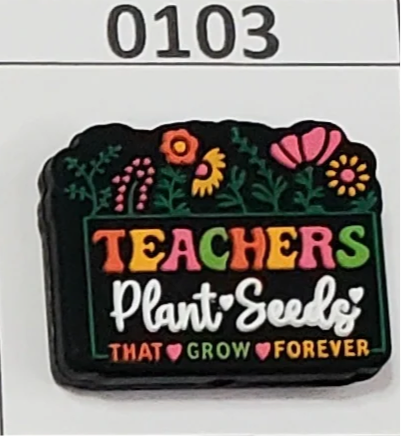 0103
TEACHERS
Plant Seeds
THAT GROW FOREVER